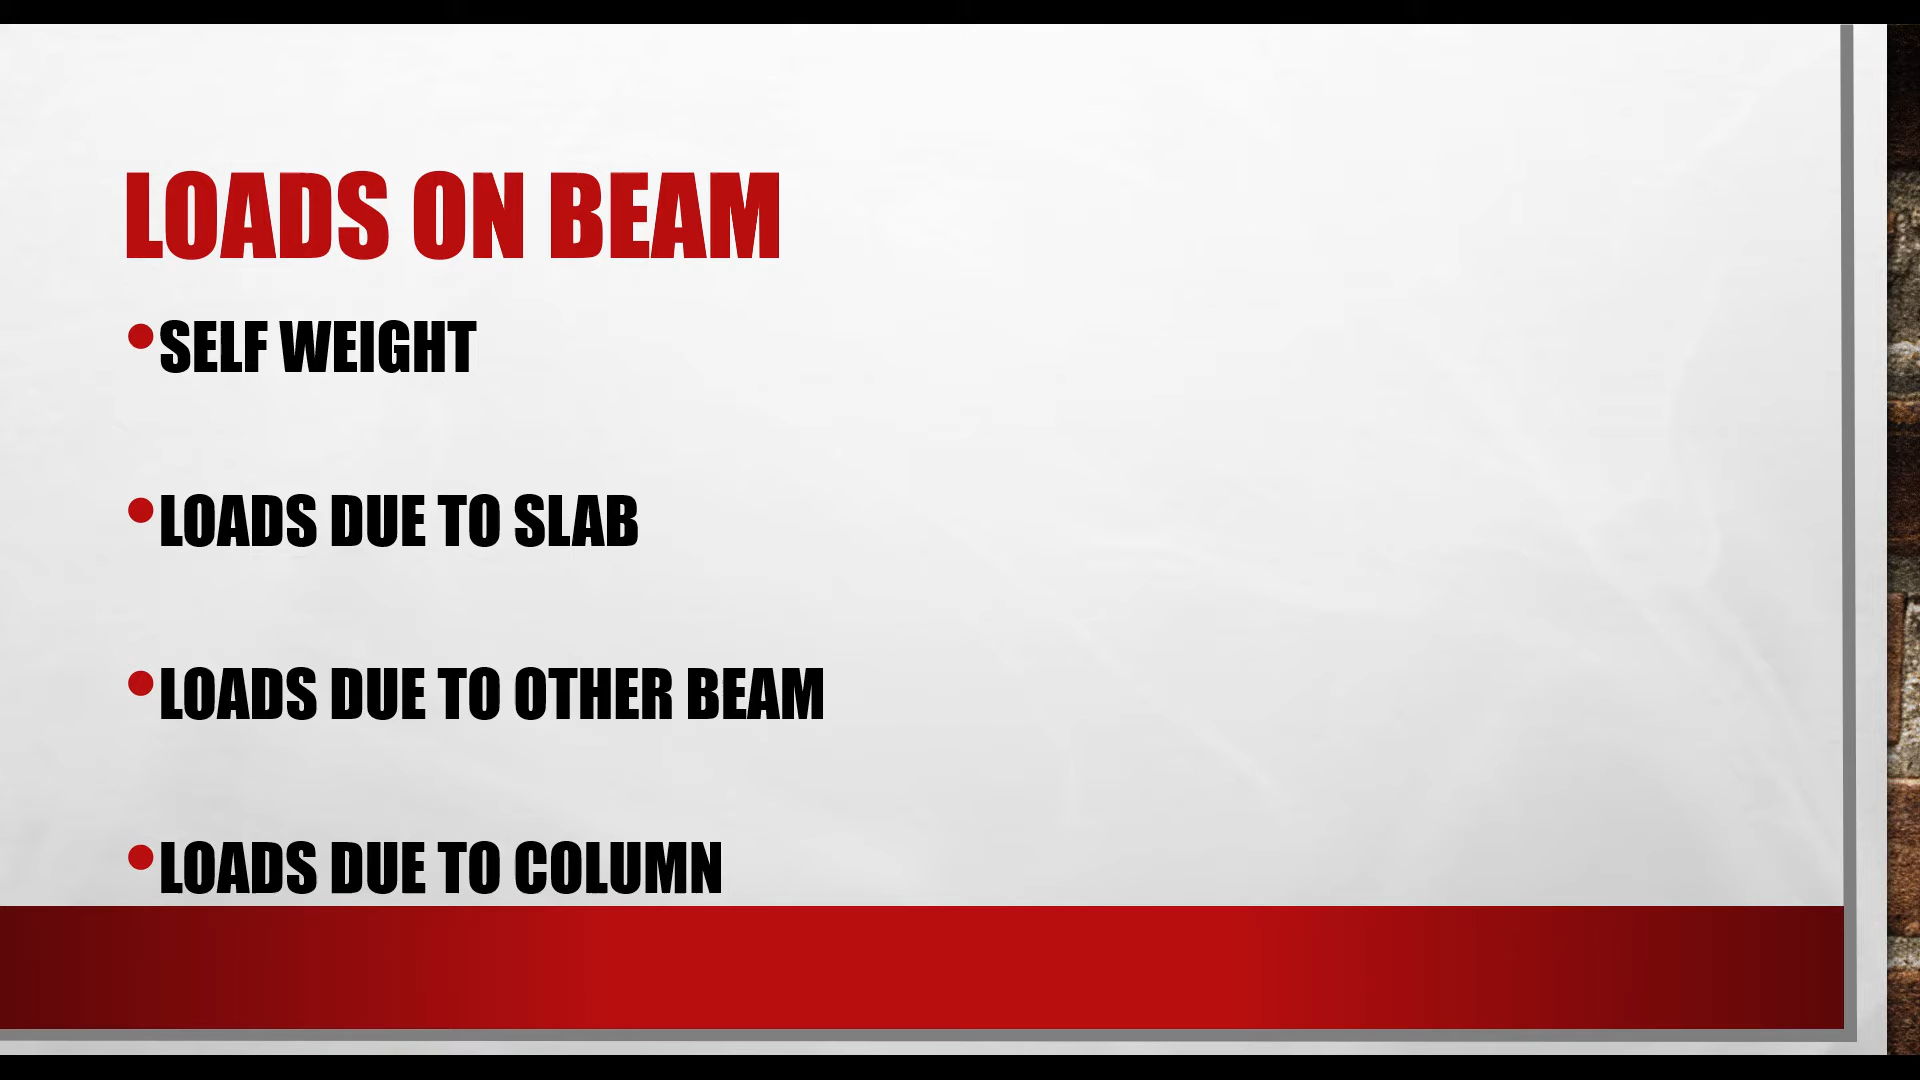 LOADS ON BEAM
•SELF WEIGHT
•LOADS DUE TO SLAB
•LOADS DUE TO OTHER BEAM
•LOADS DUE TO COLUMN